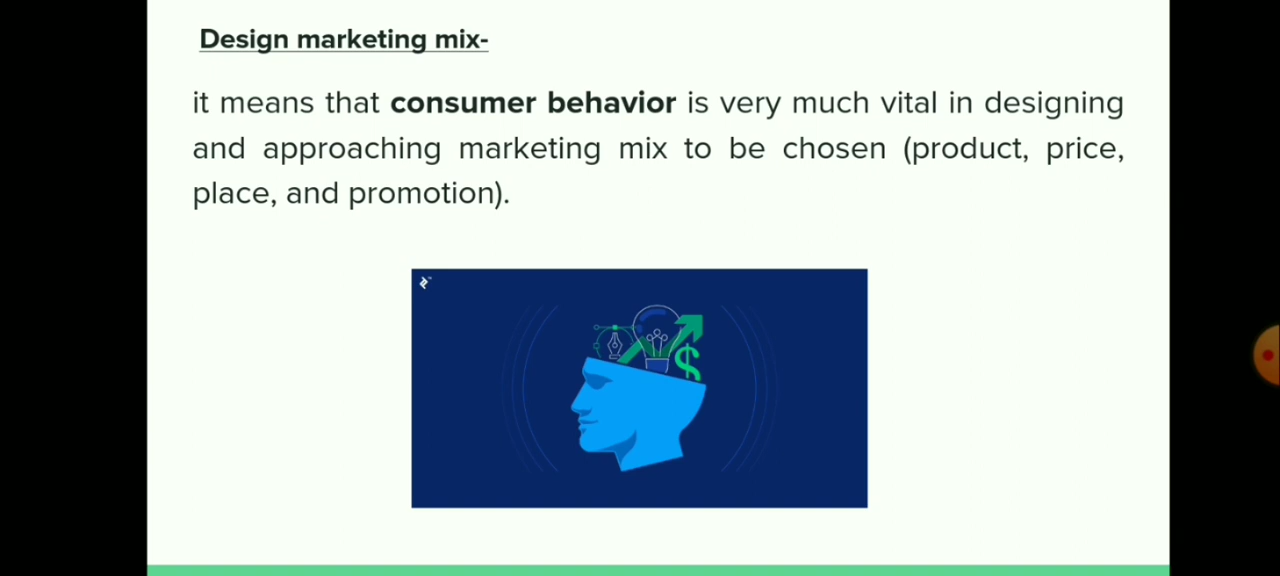 Design marketing mix-
it means that consumer behavior is very much vital in designing
and approaching marketing mix to be chosen (product, price,
place, and promotion).
$